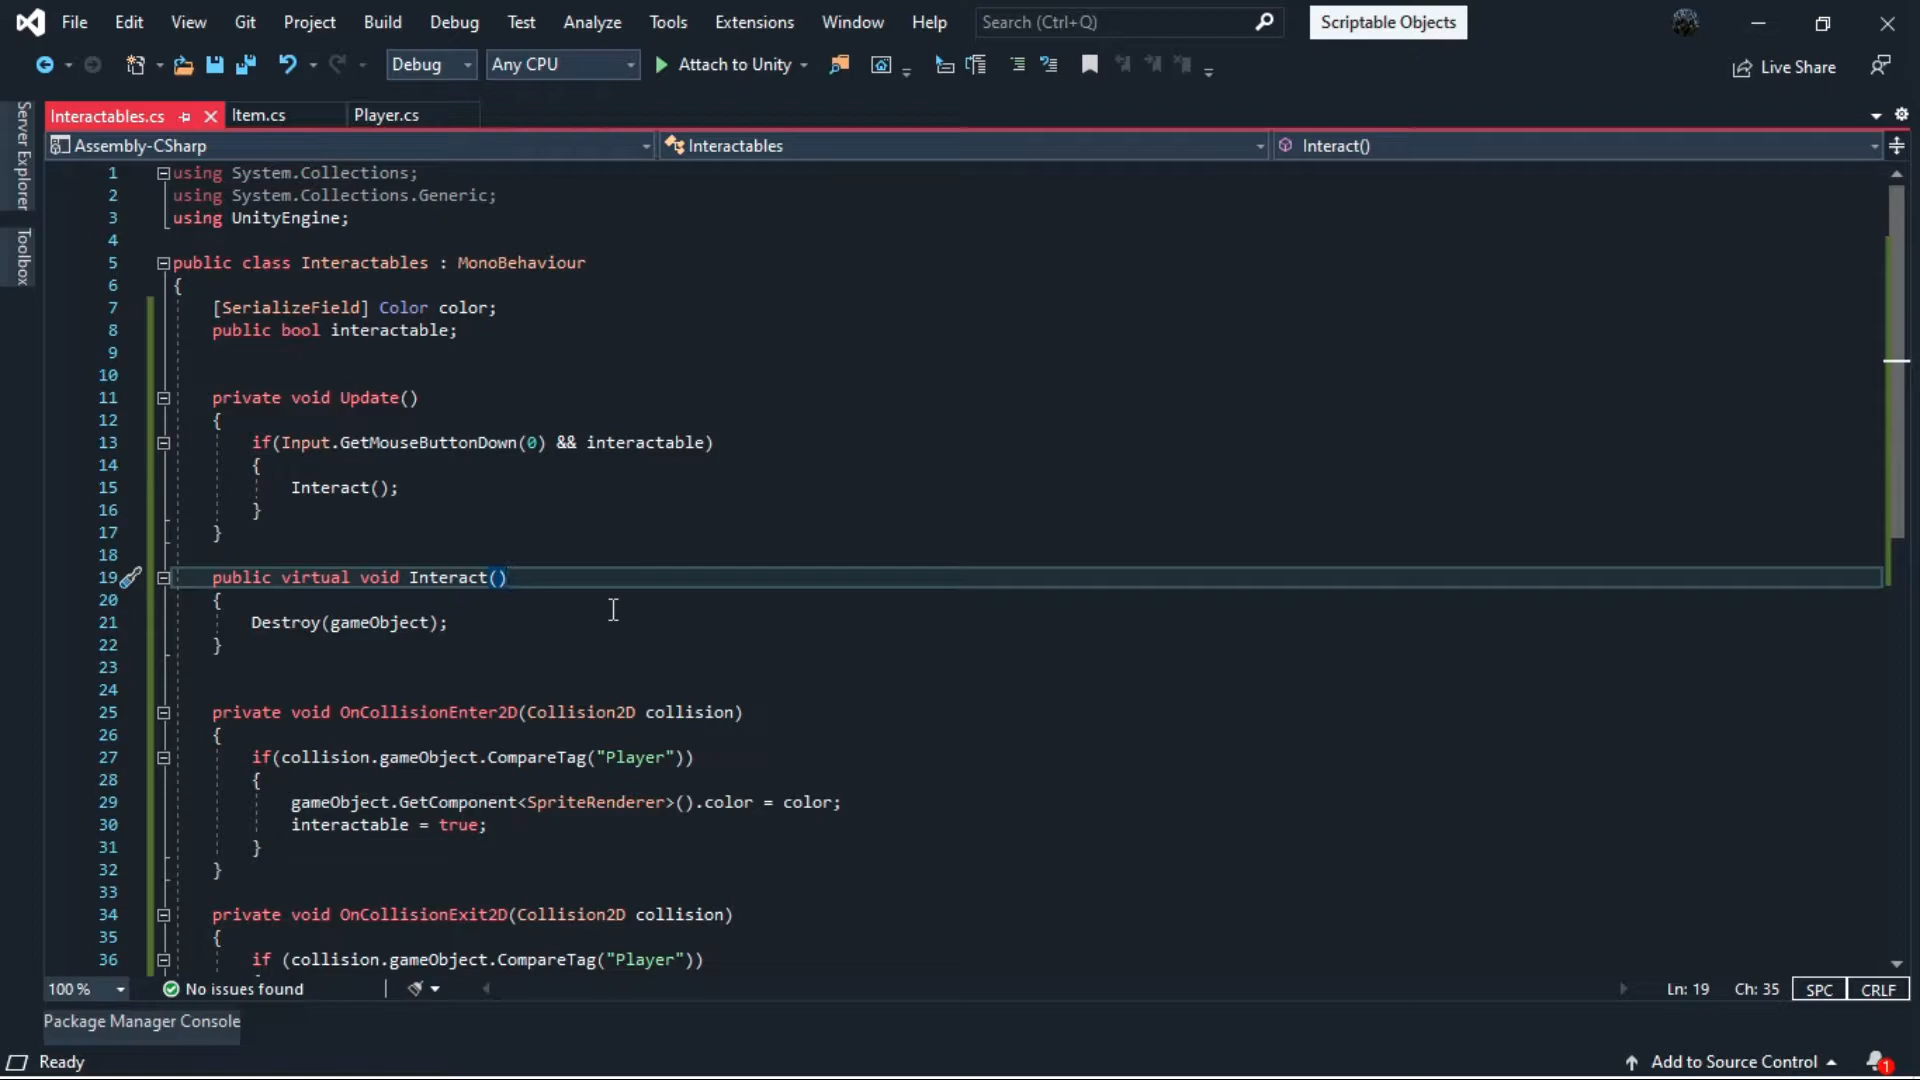 File Edit View Git Project Build Debug Test Analyze Tools Extensions Window Help Search (Ctrl+Q) Scriptable Objects
Debug Any CPU Attach to Unity Live Share
Server Explorer
Toolbox
Interactables.cs Item.cs Player.cs
Assembly-CSharp Interactables Interact()
1 using System.Collections;
2 using System.Collections.Generic;
3 using UnityEngine;
4
5 public class Interactables : MonoBehaviour
6 {
7 [SerializeField] Color color;
8 public bool interactable;
9
10
11 private void Update()
12 {
13 if(Input.GetMouseButtonDown(0) && interactable)
14 {
15 Interact();
16 }
17 }
18
19 public virtual void Interact()
20 {
21 Destroy(gameObject);
22 }
23
24
25 private void OnCollisionEnter2D(Collision2D collision)
26 {
27 if(collision.gameObject.CompareTag("Player"))
28 {
29 gameObject.GetComponent<SpriteRenderer>().color = color;
30 interactable = true;
31 }
32 }
33
34 private void OnCollisionExit2D(Collision2D collision)
35 {
36 if (collision.gameObject.CompareTag("Player"))
100 % No issues found Ln: 19 Ch: 35 SPC CRLF
Package Manager Console
Ready Add to Source Control 1